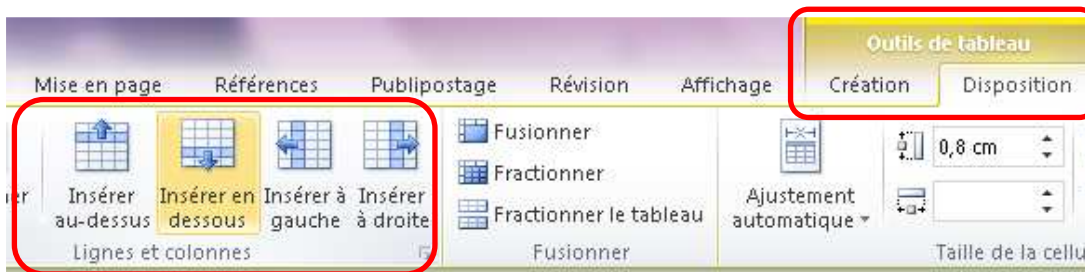 Outils de tableau
Mise en page Références Publipostage Révision Affichage Création Disposition
Insérer au-dessus
Insérer en dessous
Insérer à gauche
Insérer à droite
Lignes et colonnes
Fusionner
Fractionner
Fractionner le tableau
Fusionner
Ajustement automatique
0,8 cm
Taille de la cellu